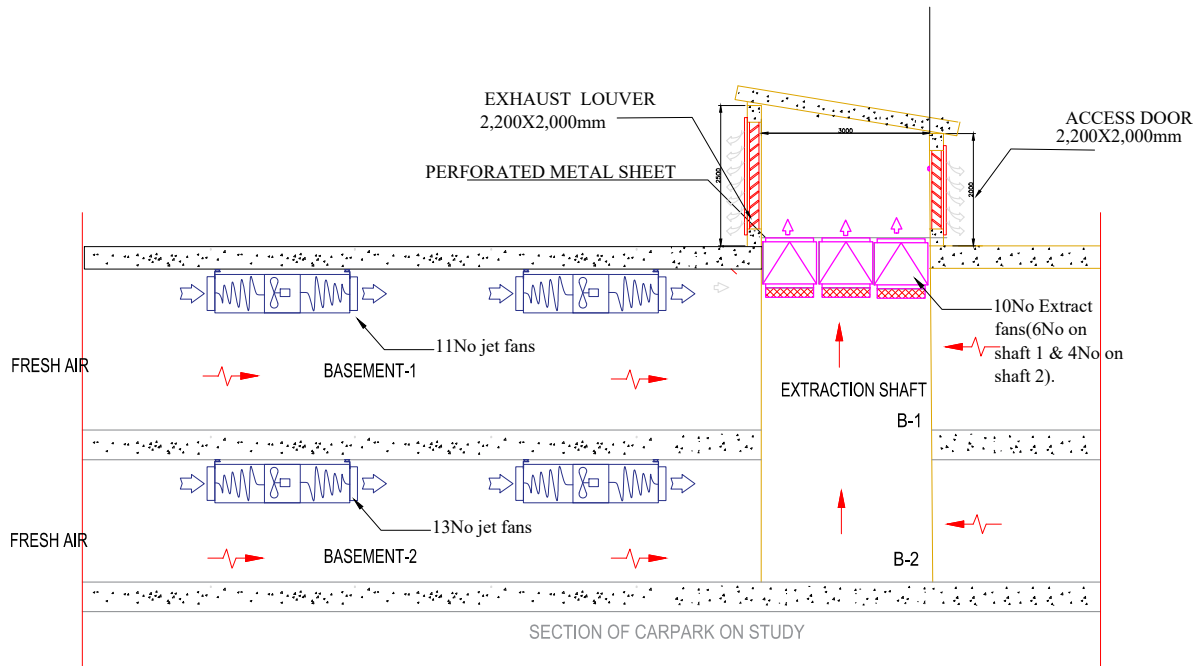 EXHAUST LOUVER
2,200X2,000mm
ACCESS DOOR
2,200X2,000mm
3000
PERFORATED METAL SHEET
2500
2000
10No Extract
fans(6No on
shaft 1 & 4No on
shaft 2).
11No jet fans
FRESH AIR
BASEMENT-1
EXTRACTION SHAFT
B-1
13No jet fans
FRESH AIR
BASEMENT-2
B-2
SECTION OF CARPARK ON STUDY